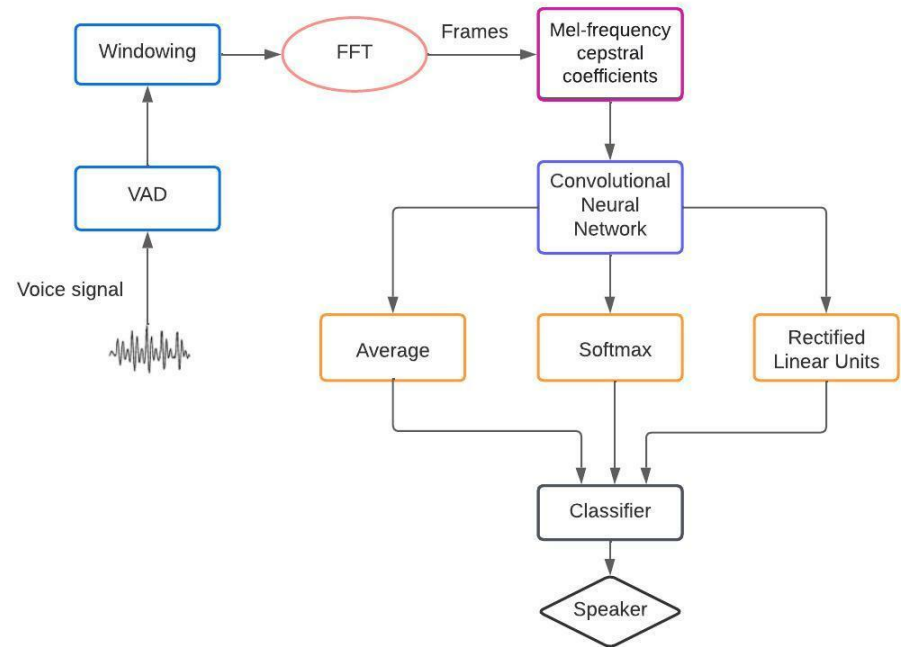 Windowing
FFT
Frames
Mel-frequency
cepstral
coefficients
VAD
Voice signal
Convolutional
Neural
Network
Average
Softmax
Rectified
Linear Units
Classifier
Speaker